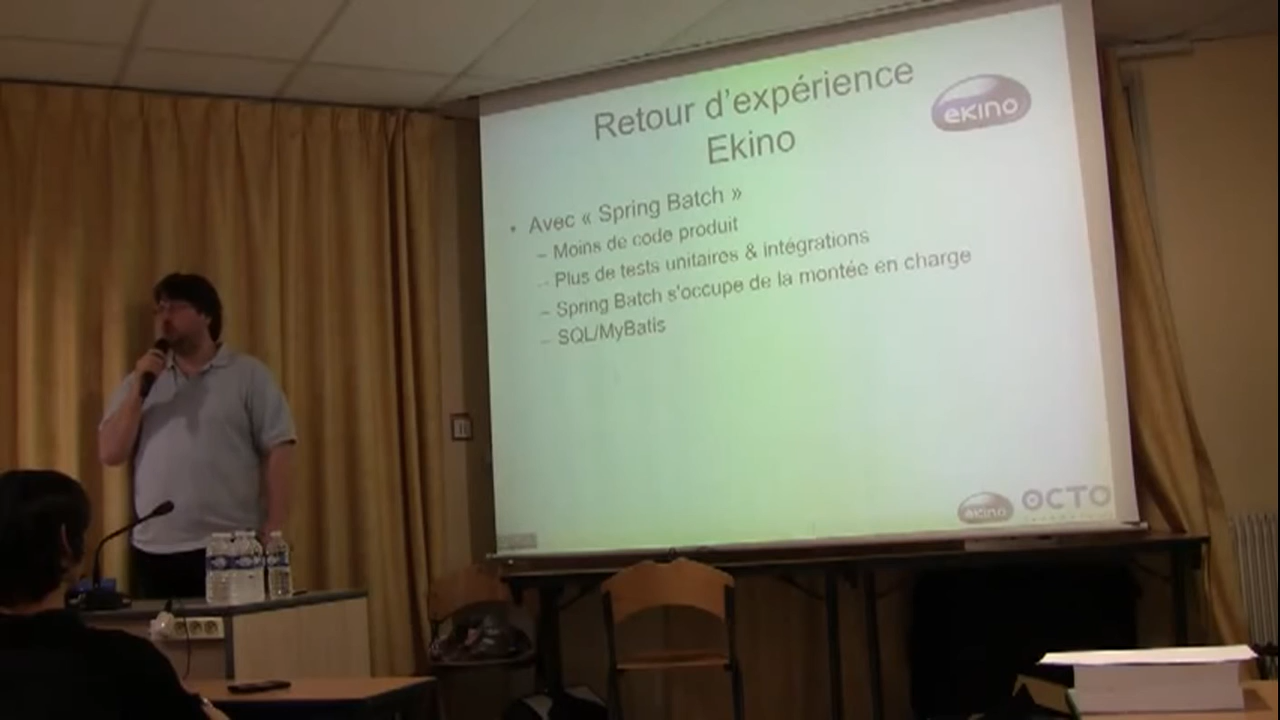 Retour d'expérience
Ekino
ekino
• Avec « Spring Batch »
– Moins de code produit
– Plus de tests unitaires & intégrations
– Spring Batch s'occupe de la montée en charge
– SQL/MyBatis
ekino OCTO